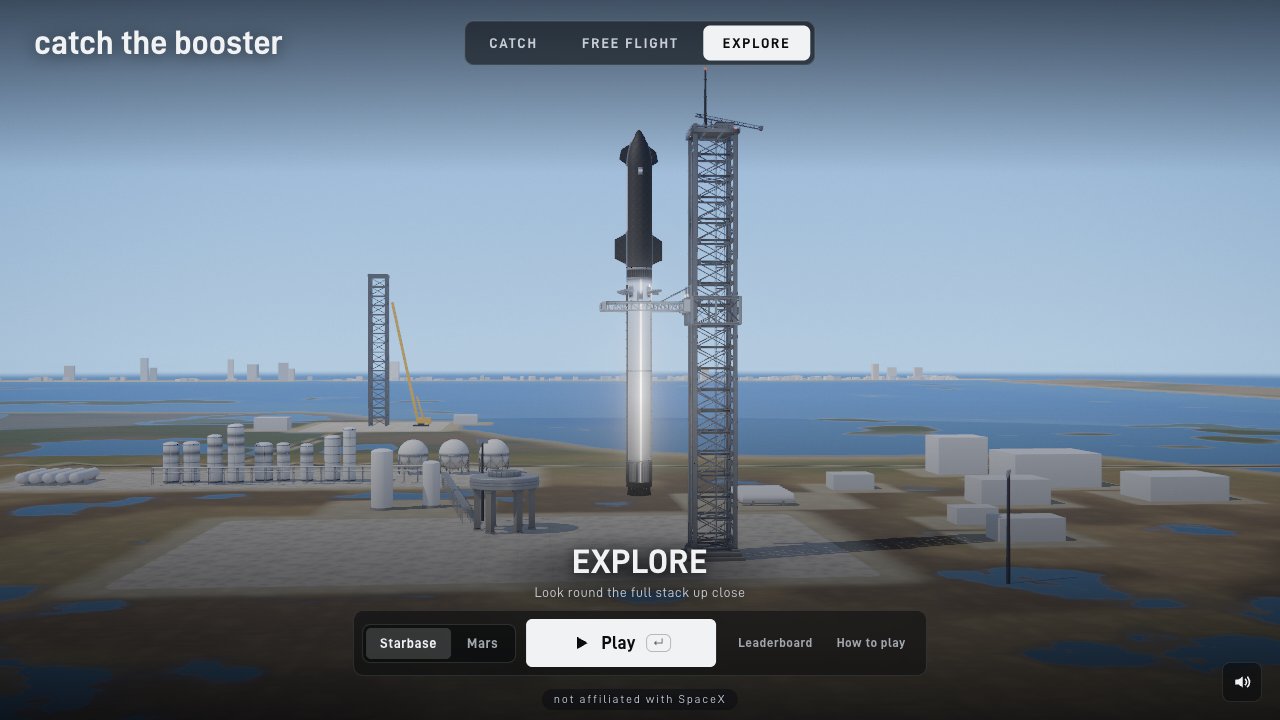 catch the booster
CATCH
FREE FLIGHT
EXPLORE
EXPLORE
Look round the full stack up close
Starbase
Mars
Play
Leaderboard
How to play
not affiliated with SpaceX